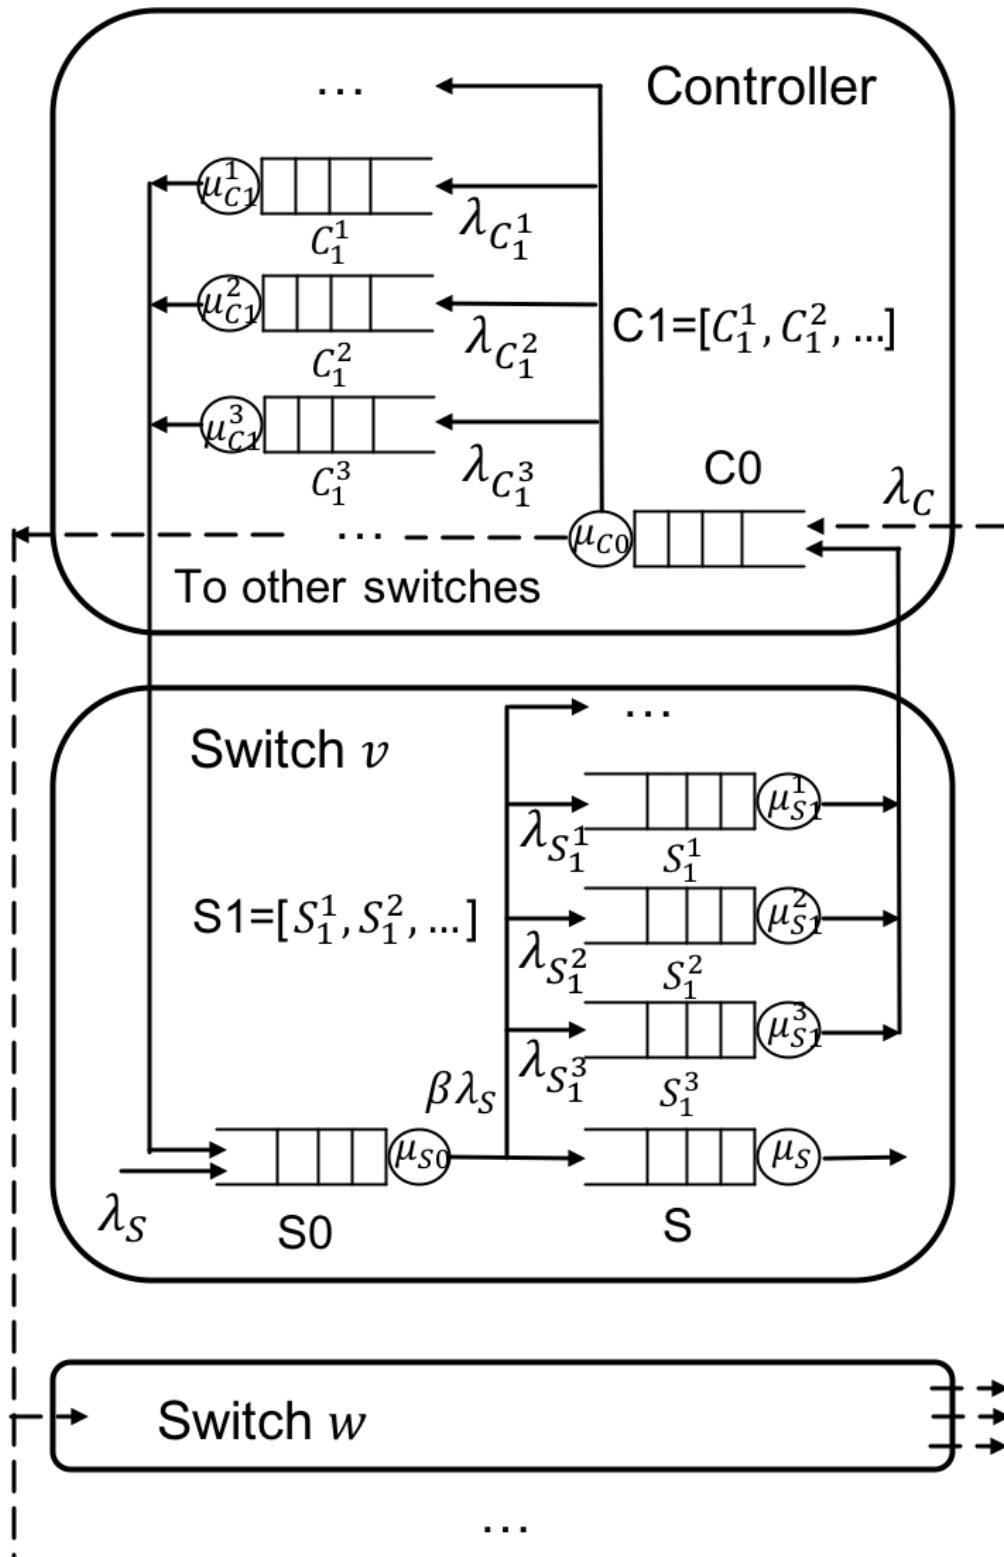 ...
Controller
μ_{C1}^1
λ_{C_1^1}
C_1^1
μ_{C1}^2
λ_{C_1^2}
C1=[C_1^1, C_1^2, ...]
C_1^2
μ_{C1}^3
λ_{C_1^3}
C_1^3
C0
λ_C
...
μ_{C0}
To other switches
...
Switch v
μ_{S1}^1
λ_{S_1^1}
S_1^1
S1=[S_1^1, S_1^2, ...]
μ_{S1}^2
λ_{S_1^2}
S_1^2
μ_{S1}^3
λ_{S_1^3}
S_1^3
βλ_S
μ_{S0}
μ_S
λ_S
S0
S
Switch w
...